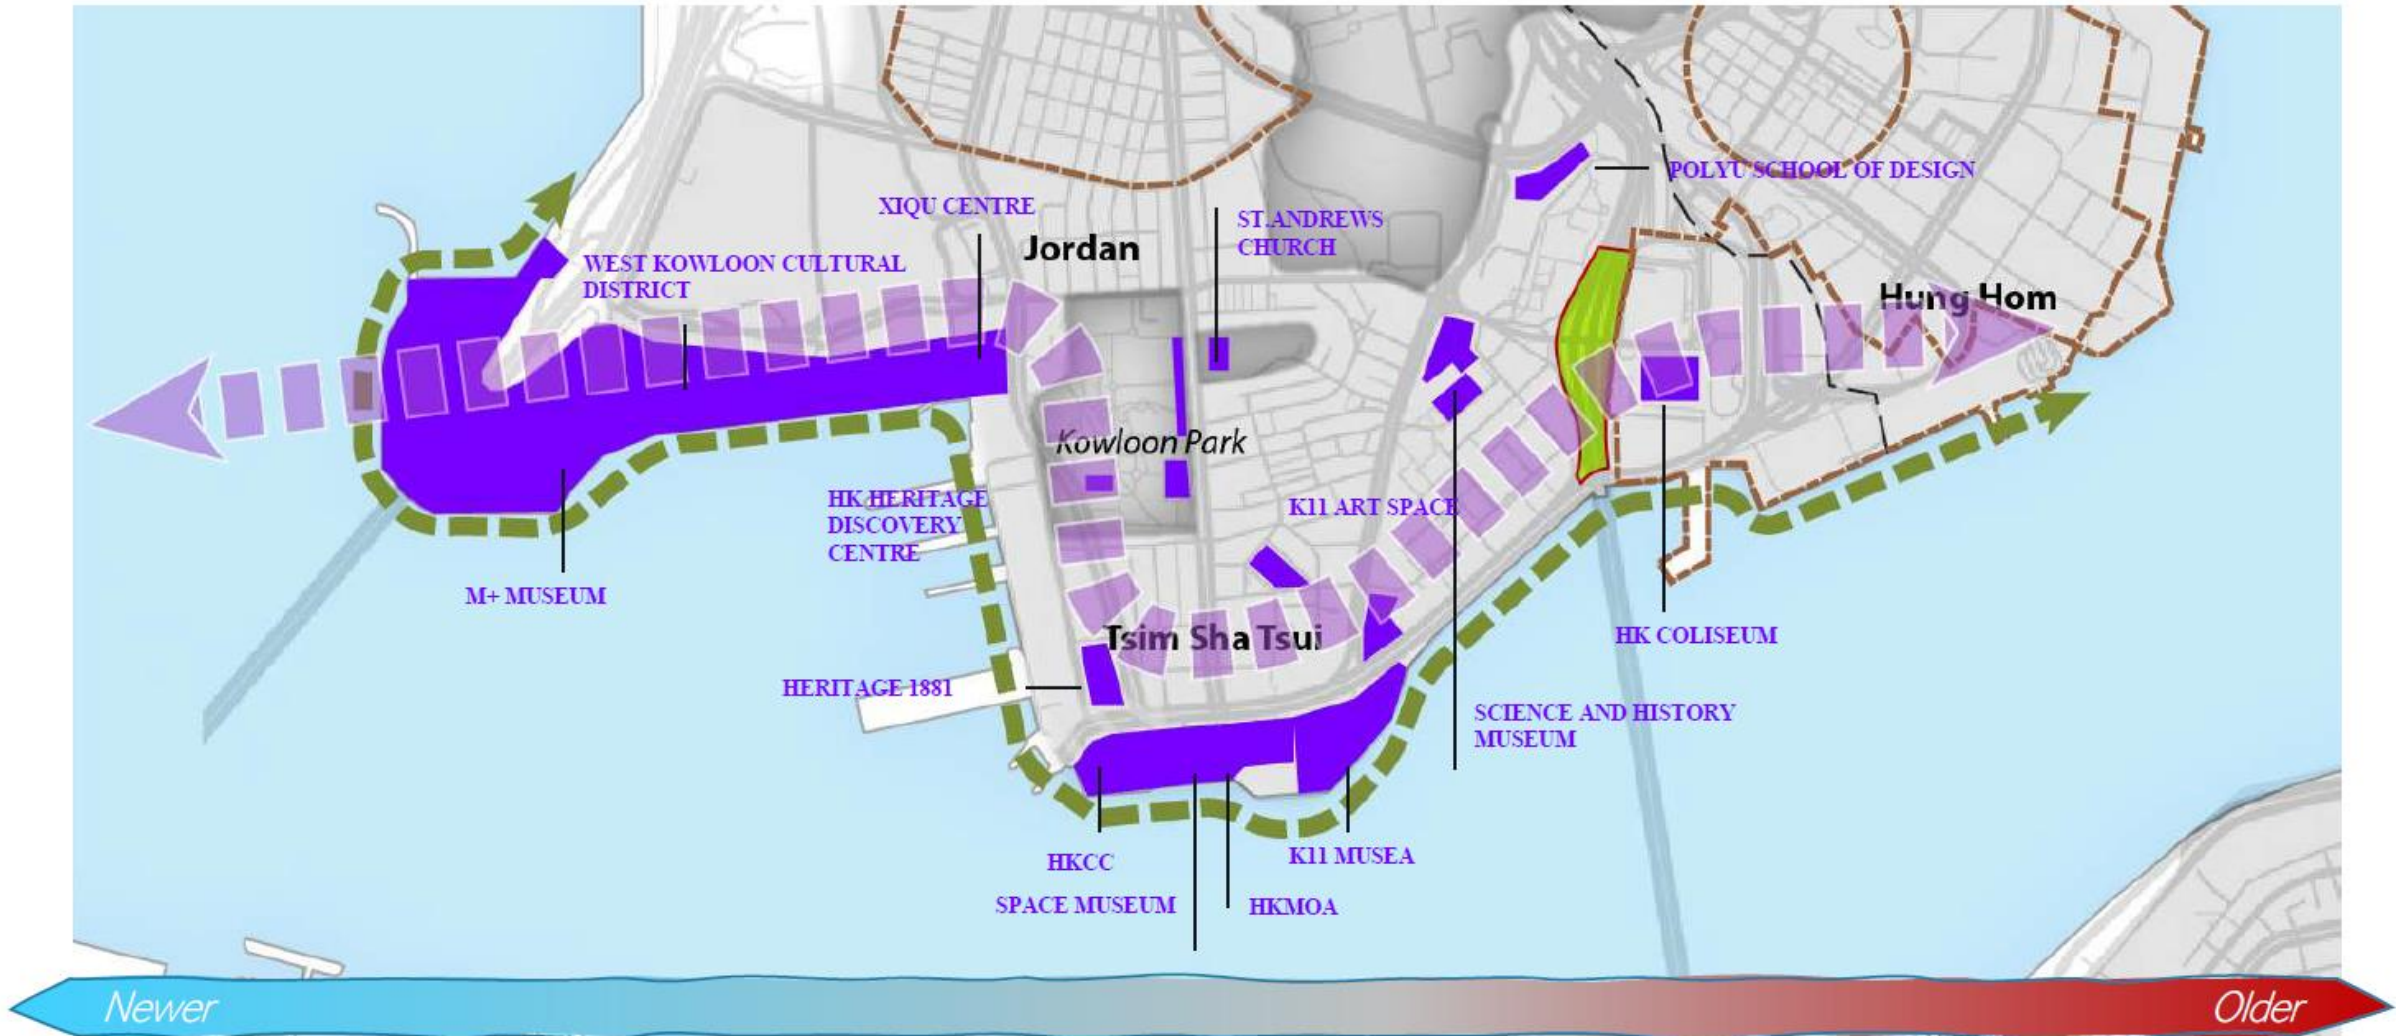 POLYU SCHOOL OF DESIGN
XIQU CENTRE
ST.ANDREWS
CHURCH
Jordan
WEST KOWLOON CULTURAL
DISTRICT
Hung Hom
Kowloon Park
HK HERITAGE
DISCOVERY
CENTRE
K11 ART SPACE
M+ MUSEUM
Tsim Sha Tsui
HK COLISEUM
HERITAGE 1881
SCIENCE AND HISTORY
MUSEUM
HKCC
K11 MUSEA
SPACE MUSEUM
HKMOA
Newer
Older